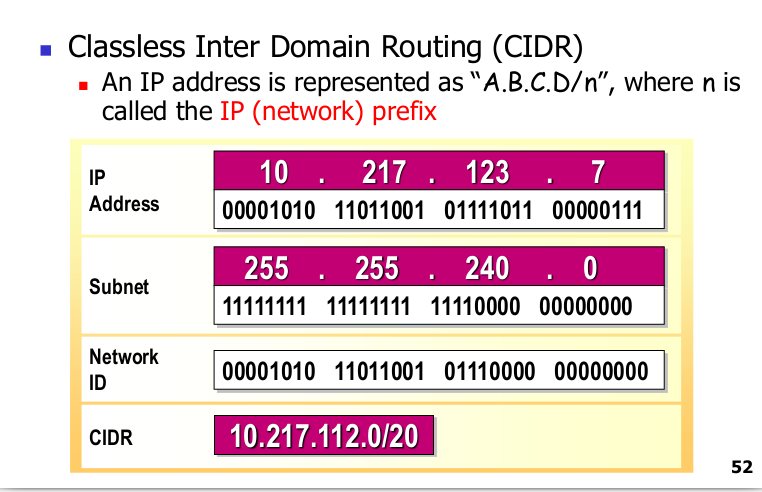 Classless Inter Domain Routing (CIDR)
An IP address is represented as “A.B.C.D/n”, where n is
called the IP (network) prefix
IP
Address
10 . 217 . 123 . 7
00001010 11011001 01111011 00000111
Subnet
255 . 255 . 240 . 0
11111111 11111111 11110000 00000000
Network
ID
00001010 11011001 01110000 00000000
CIDR
10.217.112.0/20
52